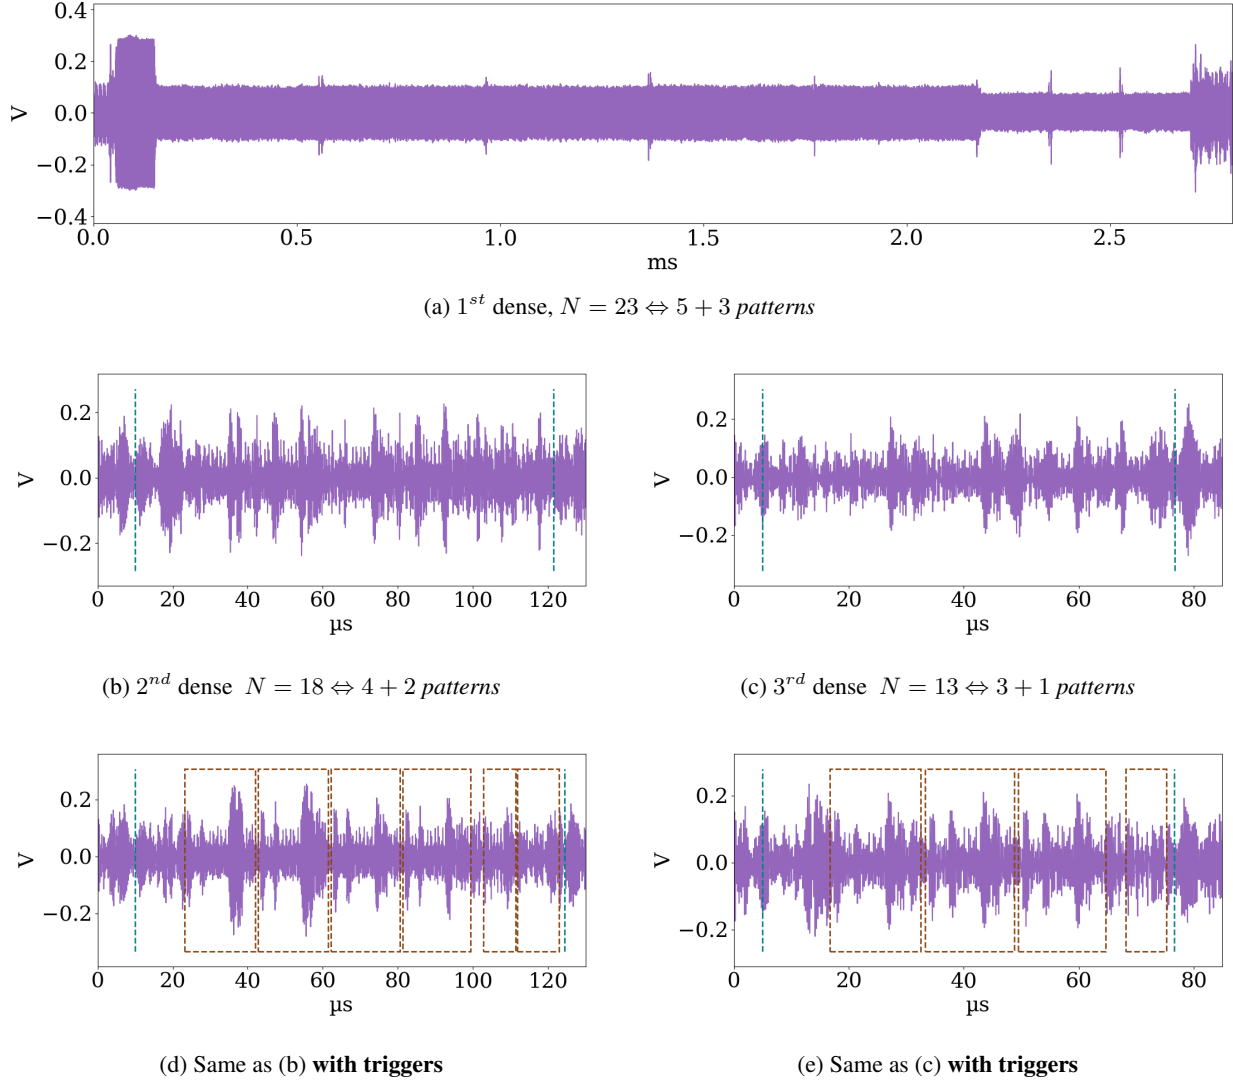 0.4
0.2
0.0
−0.2
−0.4
V
0.0 0.5 1.0 1.5 2.0 2.5
ms
(a) 1st dense, N = 23 ⇔ 5 + 3 patterns
0.2
0.0
−0.2
V
0 20 40 60 80 100 120
µs
(b) 2nd dense N = 18 ⇔ 4 + 2 patterns
0.2
0.0
−0.2
V
0 20 40 60 80
µs
(c) 3rd dense N = 13 ⇔ 3 + 1 patterns
0.2
0.0
−0.2
V
0 20 40 60 80 100 120
µs
(d) Same as (b) with triggers
0.2
0.0
−0.2
V
0 20 40 60 80
µs
(e) Same as (c) with triggers